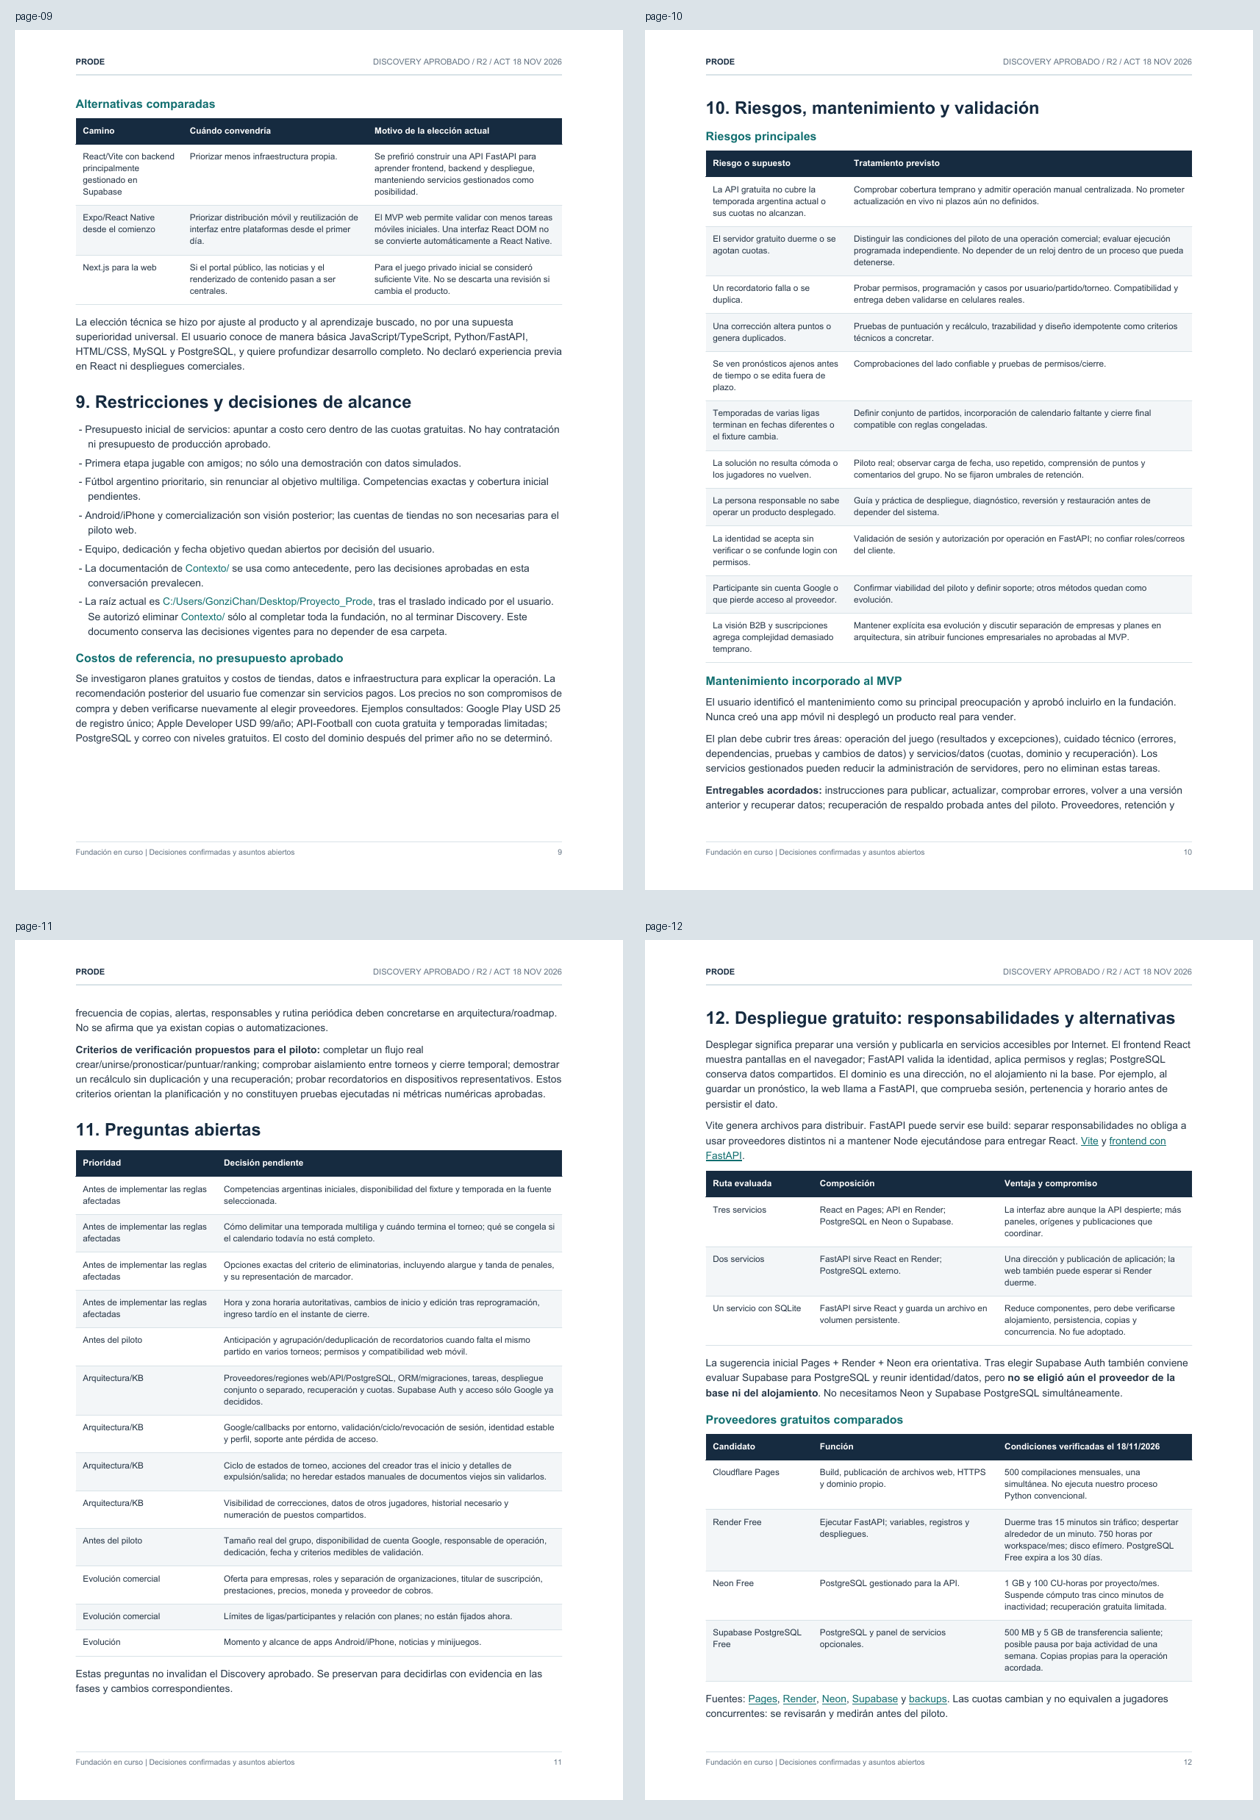 page-09
PRODE
DISCOVERY APROBADO / R2 / ACT 18 NOV 2026
Alternativas comparadas
Camino
Cuándo convendría
Motivo de la elección actual
React/Vite con backend
principalmente
gestionado en
Supabase
Priorizar menos infraestructura propia.
Se prefirió construir una API FastAPI para
aprender frontend, backend y despliegue,
manteniendo servicios gestionados como
posibilidad.
Expo/React Native
desde el comienzo
Priorizar distribución móvil y reutilización de
interfaz entre plataformas desde el primer
día.
El MVP web permite validar con menos tareas
móviles iniciales. Una interfaz React DOM no
se convierte automáticamente a React Native.
Next.js para la web
Si el portal público, las noticias y el
renderizado de contenido pasan a ser
centrales.
Para el juego privado inicial se consideró
suficiente Vite. No se descarta una revisión si
cambia el producto.
La elección técnica se hizo por ajuste al producto y al aprendizaje buscado, no por una supuesta
superioridad universal. El usuario conoce de manera básica JavaScript/TypeScript, Python/FastAPI,
HTML/CSS, MySQL y PostgreSQL, y quiere profundizar desarrollo completo. No declaró experiencia previa
en React ni despliegues comerciales.
9. Restricciones y decisiones de alcance
- Presupuesto inicial de servicios: apuntar a costo cero dentro de las cuotas gratuitas. No hay contratación
ni presupuesto de producción aprobado.
- Primera etapa jugable con amigos; no sólo una demostración con datos simulados.
- Fútbol argentino prioritario, sin renunciar al objetivo multiliga. Competencias exactas y cobertura inicial
pendientes.
- Android/iPhone y comercialización son visión posterior; las cuentas de tiendas no son necesarias para el
piloto web.
- Equipo, dedicación y fecha objetivo quedan abiertos por decisión del usuario.
- La documentación de Contexto/ se usa como antecedente, pero las decisiones aprobadas en esta
conversación prevalecen.
- La raíz actual es C:/Users/GonziChan/Desktop/Proyecto_Prode, tras el traslado indicado por el usuario.
Se autorizó eliminar Contexto/ sólo al completar toda la fundación, no al terminar Discovery. Este
documento conserva las decisiones vigentes para no depender de esa carpeta.
Costos de referencia, no presupuesto aprobado
Se investigaron planes gratuitos y costos de tiendas, datos e infraestructura para explicar la operación. La
recomendación posterior del usuario fue comenzar sin servicios pagos. Los precios no son compromisos de
compra y deben verificarse nuevamente al elegir proveedores. Ejemplos consultados: Google Play USD 25
de registro único; Apple Developer USD 99/año; API-Football con cuota gratuita y temporadas limitadas;
PostgreSQL y correo con niveles gratuitos. El costo del dominio después del primer año no se determinó.
Fundación en curso | Decisiones confirmadas y asuntos abiertos
9
page-10
PRODE
DISCOVERY APROBADO / R2 / ACT 18 NOV 2026
10. Riesgos, mantenimiento y validación
Riesgos principales
Riesgo o supuesto
Tratamiento previsto
La API gratuita no cubre la
temporada argentina actual o
sus cuotas no alcanzan.
Comprobar cobertura temprano y admitir operación manual centralizada. No prometer
actualización en vivo ni plazos aún no definidos.
El servidor gratuito duerme o se
agotan cuotas.
Distinguir las condiciones del piloto de una operación comercial; evaluar ejecución
programada independiente. No depender de un reloj dentro de un proceso que pueda
detenerse.
Un recordatorio falla o se
duplica.
Probar permisos, programación y casos por usuario/partido/torneo. Compatibilidad y
entrega deben validarse en celulares reales.
Una corrección altera puntos o
genera duplicados.
Pruebas de puntuación y recálculo, trazabilidad y diseño idempotente como criterios
técnicos a concretar.
Se ven pronósticos ajenos antes
de tiempo o se edita fuera de
plazo.
Comprobaciones del lado confiable y pruebas de permisos/cierre.
Temporadas de varias ligas
terminan en fechas diferentes o
el fixture cambia.
Definir conjunto de partidos, incorporación de calendario faltante y cierre final
compatible con reglas congeladas.
La solución no resulta cómoda o
los jugadores no vuelven.
Piloto real; observar carga de fecha, uso repetido, comprensión de puntos y
comentarios del grupo. No se fijaron umbrales de retención.
La persona responsable no sabe
operar un producto desplegado.
Guía y práctica de despliegue, diagnóstico, reversión y restauración antes de
depender del sistema.
La identidad se acepta sin
verificar o se confunde login con
permisos.
Validación de sesión y autorización por operación en FastAPI; no confiar roles/correos
del cliente.
Participante sin cuenta Google o
que pierde acceso al proveedor.
Confirmar viabilidad del piloto y definir soporte; otros métodos quedan como
evolución.
La visión B2B y suscripciones
agrega complejidad demasiado
temprano.
Mantener explícita esa evolución y discutir separación de empresas y planes en
arquitectura, sin atribuir funciones empresariales no aprobadas al MVP.
Mantenimiento incorporado al MVP
El usuario identificó el mantenimiento como su principal preocupación y aprobó incluirlo en la fundación.
Nunca creó una app móvil ni desplegó un producto real para vender.
El plan debe cubrir tres áreas: operación del juego (resultados y excepciones), cuidado técnico (errores,
dependencias, pruebas y cambios de datos) y servicios/datos (cuotas, dominio y recuperación). Los
servicios gestionados pueden reducir la administración de servidores, pero no eliminan estas tareas.
Entregables acordados: instrucciones para publicar, actualizar, comprobar errores, volver a una versión
anterior y recuperar datos; recuperación de respaldo probada antes del piloto. Proveedores, retención y
Fundación en curso | Decisiones confirmadas y asuntos abiertos
10
page-11
PRODE
DISCOVERY APROBADO / R2 / ACT 18 NOV 2026
frecuencia de copias, alertas, responsables y rutina periódica deben concretarse en arquitectura/roadmap.
No se afirma que ya existan copias o automatizaciones.
Criterios de verificación propuestos para el piloto: completar un flujo real
crear/unirse/pronosticar/puntuar/ranking; comprobar aislamiento entre torneos y cierre temporal; demostrar
un recálculo sin duplicación y una recuperación; probar recordatorios en dispositivos representativos. Estos
criterios orientan la planificación y no constituyen pruebas ejecutadas ni métricas numéricas aprobadas.
11. Preguntas abiertas
Prioridad
Decisión pendiente
Antes de implementar las reglas
afectadas
Competencias argentinas iniciales, disponibilidad del fixture y temporada en la fuente
seleccionada.
Antes de implementar las reglas
afectadas
Cómo delimitar una temporada multiliga y cuándo termina el torneo; qué se congela si
el calendario todavía no está completo.
Antes de implementar las reglas
afectadas
Opciones exactas del criterio de eliminatorias, incluyendo alargue y tanda de penales,
y su representación de marcador.
Antes de implementar las reglas
afectadas
Hora y zona horaria autoritativas, cambios de inicio y edición tras reprogramación,
ingreso tardío en el instante de cierre.
Antes del piloto
Anticipación y agrupación/deduplicación de recordatorios cuando falta el mismo
partido en varios torneos; permisos y compatibilidad web móvil.
Arquitectura/KB
Proveedores/regiones web/API/PostgreSQL, ORM/migraciones, tareas, despliegue
conjunto o separado, recuperación y cuotas. Supabase Auth y acceso sólo Google ya
decididos.
Arquitectura/KB
Google/callbacks por entorno, validación/ciclo/revocación de sesión, identidad estable
y perfil, soporte ante pérdida de acceso.
Arquitectura/KB
Ciclo de estados de torneo, acciones del creador tras el inicio y detalles de
expulsión/salida; no heredar estados manuales de documentos viejos sin validarlos.
Arquitectura/KB
Visibilidad de correcciones, datos de otros jugadores, historial necesario y
numeración de puestos compartidos.
Antes del piloto
Tamaño real del grupo, disponibilidad de cuenta Google, responsable de operación,
dedicación, fecha y criterios medibles de validación.
Evolución comercial
Oferta para empresas, roles y separación de organizaciones, titular de suscripción,
prestaciones, precios, moneda y proveedor de cobros.
Evolución comercial
Límites de ligas/participantes y relación con planes; no están fijados ahora.
Evolución
Momento y alcance de apps Android/iPhone, noticias y minijuegos.
Estas preguntas no invalidan el Discovery aprobado. Se preservan para decidirlas con evidencia en las
fases y cambios correspondientes.
Fundación en curso | Decisiones confirmadas y asuntos abiertos
11
page-12
PRODE
DISCOVERY APROBADO / R2 / ACT 18 NOV 2026
12. Despliegue gratuito: responsabilidades y alternativas
Desplegar significa preparar una versión y publicarla en servicios accesibles por Internet. El frontend React
muestra pantallas en el navegador; FastAPI valida la identidad, aplica permisos y reglas; PostgreSQL
conserva datos compartidos. El dominio es una dirección, no el alojamiento ni la base. Por ejemplo, al
guardar un pronóstico, la web llama a FastAPI, que comprueba sesión, pertenencia y horario antes de
persistir el dato.
Vite genera archivos para distribuir. FastAPI puede servir ese build: separar responsabilidades no obliga a
usar proveedores distintos ni a mantener Node ejecutándose para entregar React. Vite y frontend con
FastAPI.
Ruta evaluada
Composición
Ventaja y compromiso
Tres servicios
React en Pages; API en Render;
PostgreSQL en Neon o Supabase.
La interfaz abre aunque la API despierte; más
paneles, orígenes y publicaciones que
coordinar.
Dos servicios
FastAPI sirve React en Render;
PostgreSQL externo.
Una dirección y publicación de aplicación; la
web también puede esperar si Render
duerme.
Un servicio con SQLite
FastAPI sirve React y guarda un archivo en
volumen persistente.
Reduce componentes, pero debe verificarse
alojamiento, persistencia, copias y
concurrencia. No fue adoptado.
La sugerencia inicial Pages + Render + Neon era orientativa. Tras elegir Supabase Auth también conviene
evaluar Supabase para PostgreSQL y reunir identidad/datos, pero no se eligió aún el proveedor de la
base ni del alojamiento. No necesitamos Neon y Supabase PostgreSQL simultáneamente.
Proveedores gratuitos comparados
Candidato
Función
Condiciones verificadas el 18/11/2026
Cloudflare Pages
Build, publicación de archivos web, HTTPS
y dominio propio.
500 compilaciones mensuales, una
simultánea. No ejecuta nuestro proceso
Python convencional.
Render Free
Ejecutar FastAPI; variables, registros y
despliegues.
Duerme tras 15 minutos sin tráfico; despertar
alrededor de un minuto. 750 horas por
workspace/mes; disco efímero. PostgreSQL
Free expira a los 30 días.
Neon Free
PostgreSQL gestionado para la API.
1 GB y 100 CU-horas por proyecto/mes.
Suspende cómputo tras cinco minutos de
inactividad; recuperación gratuita limitada.
Supabase PostgreSQL
Free
PostgreSQL y panel de servicios
opcionales.
500 MB y 5 GB de transferencia saliente;
posible pausa por baja actividad de una
semana. Copias propias para la operación
acordada.
Fuentes: Pages, Render, Neon, Supabase y backups. Las cuotas cambian y no equivalen a jugadores
concurrentes: se revisarán y medirán antes del piloto.
Fundación en curso | Decisiones confirmadas y asuntos abiertos
12